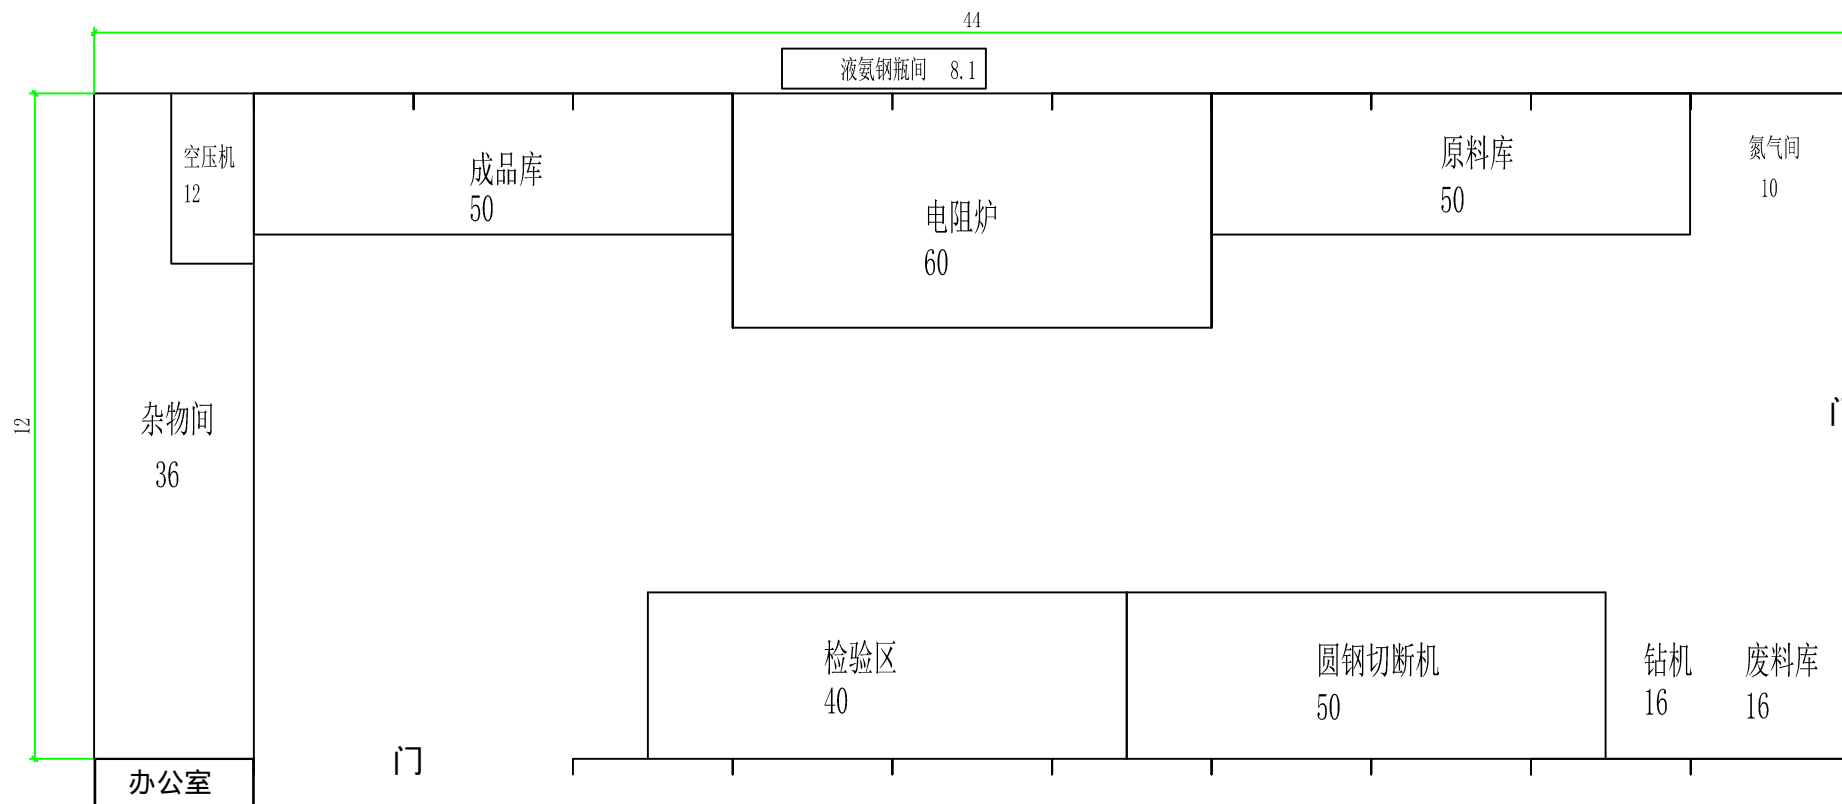 44
液氨钢瓶间 8.1
空压机
12
成品库
50
电阻炉
60
原料库
50
氮气间
10
12
杂物间
36
门
检验区
40
圆钢切断机
50
钻机
16
废料库
16
门
办公室